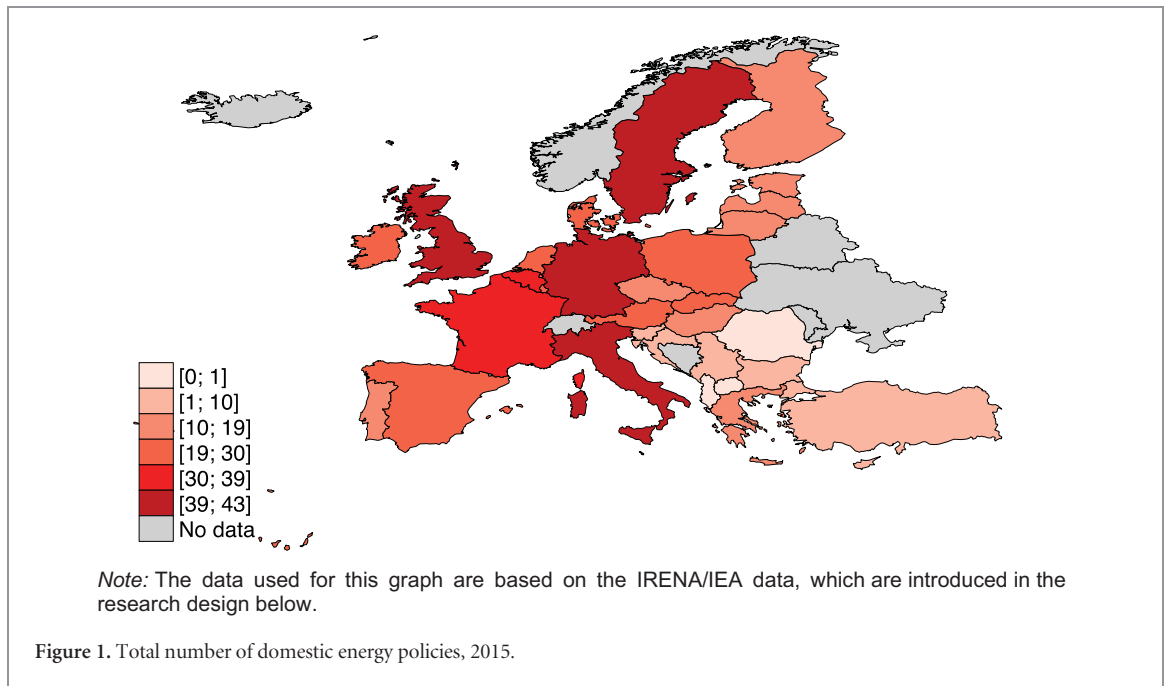 [0; 1]
[1; 10]
[10; 19]
[19; 30]
[30; 39]
[39; 43]
No data
Note: The data used for this graph are based on the IRENA/IEA data, which are introduced in the
research design below.
Figure 1. Total number of domestic energy policies, 2015.